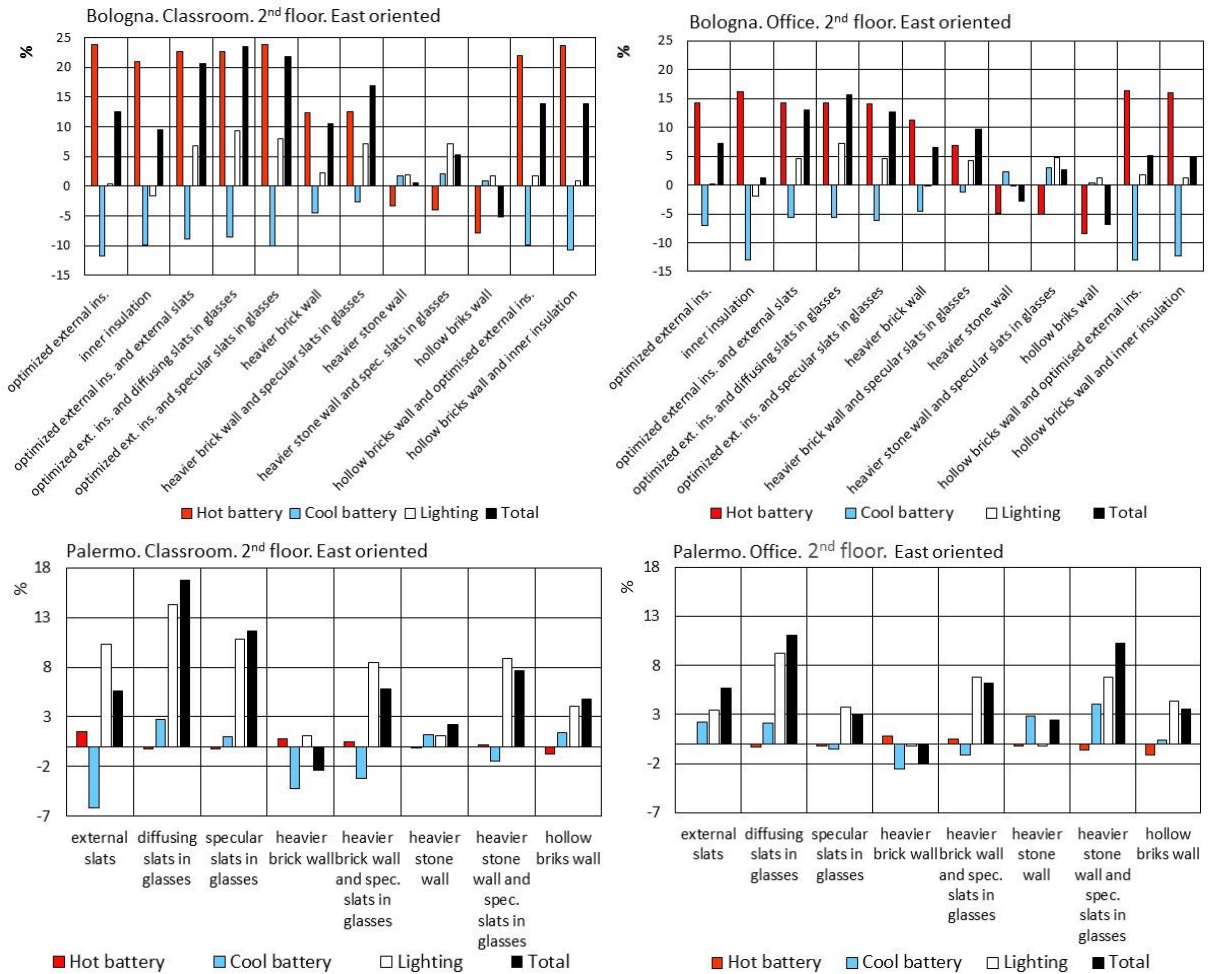 Bologna. Classroom. 2nd floor. East oriented
%
25
20
15
10
5
0
-5
-10
-15
optimized external ins.
inner insulation
optimized external ins. and external slats
optimized ext. ins. and diffusing slats in glasses
optimized ext. ins. and specular slats in glasses
heavier brick wall
heavier brick wall and specular slats in glasses
heavier stone wall
heavier stone wall and spec. slats in glasses
hollow briks wall
hollow bricks wall and optimised external ins.
hollow bricks wall and inner insulation
Hot battery Cool battery Lighting Total
Bologna. Office. 2nd floor. East oriented
%
25
20
15
10
5
0
-5
-10
-15
optimized external ins.
inner insulation
optimized external ins. and external slats
optimized ext. ins. and diffusing slats in glasses
optimized ext. ins. and specular slats in glasses
heavier brick wall
heavier brick wall and specular slats in glasses
heavier stone wall
heavier stone wall and specular slats in glasses
hollow briks wall
hollow bricks wall and optimised external ins.
hollow bricks wall and inner insulation
Hot battery Cool battery Lighting Total
Palermo. Classroom. 2nd floor. East oriented
%
18
13
8
3
-2
-7
external
slats
diffusing
slats in
glasses
specular
slats in
glasses
heavier
brick wall
heavier
brick wall
and spec.
slats in
glasses
heavier
stone
wall
heavier
stone
wall and
spec.
slats in
glasses
hollow
briks wall
Hot battery Cool battery Lighting Total
Palermo. Office. 2nd floor. East oriented
%
18
13
8
3
-2
-7
external
slats
diffusing
slats in
glasses
specular
slats in
glasses
heavier
brick wall
heavier
brick wall
and spec.
slats in
glasses
heavier
stone
wall
heavier
stone
wall and
spec.
slats in
glasses
hollow
briks wall
Hot battery Cool battery Lighting Total